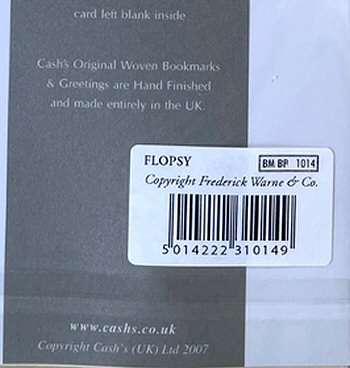 card left blank inside
Cash's Original Woven Bookmarks
& Greetings are Hand Finished
and made entirely in the UK.
FLOPSY BM BP 1014
Copyright Frederick Warne & Co.
5 014222 310149
www.cashs.co.uk
Copyright Cash's (UK) Ltd 2007